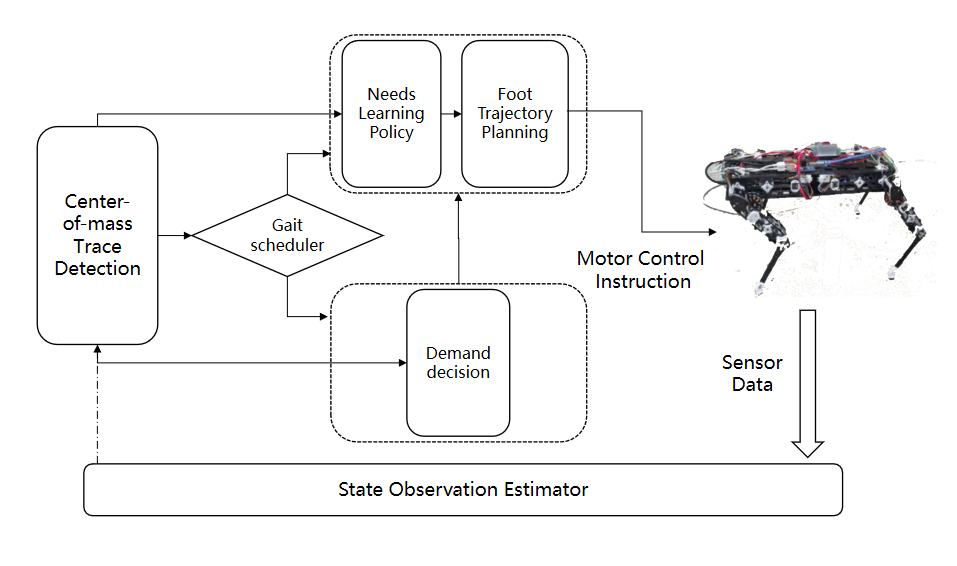 Needs
Learning
Policy
Foot
Trajectory
Planning
Center-
of-mass
Trace
Detection
Gait
scheduler
Motor Control
Instruction
Demand
decision
Sensor
Data
State Observation Estimator